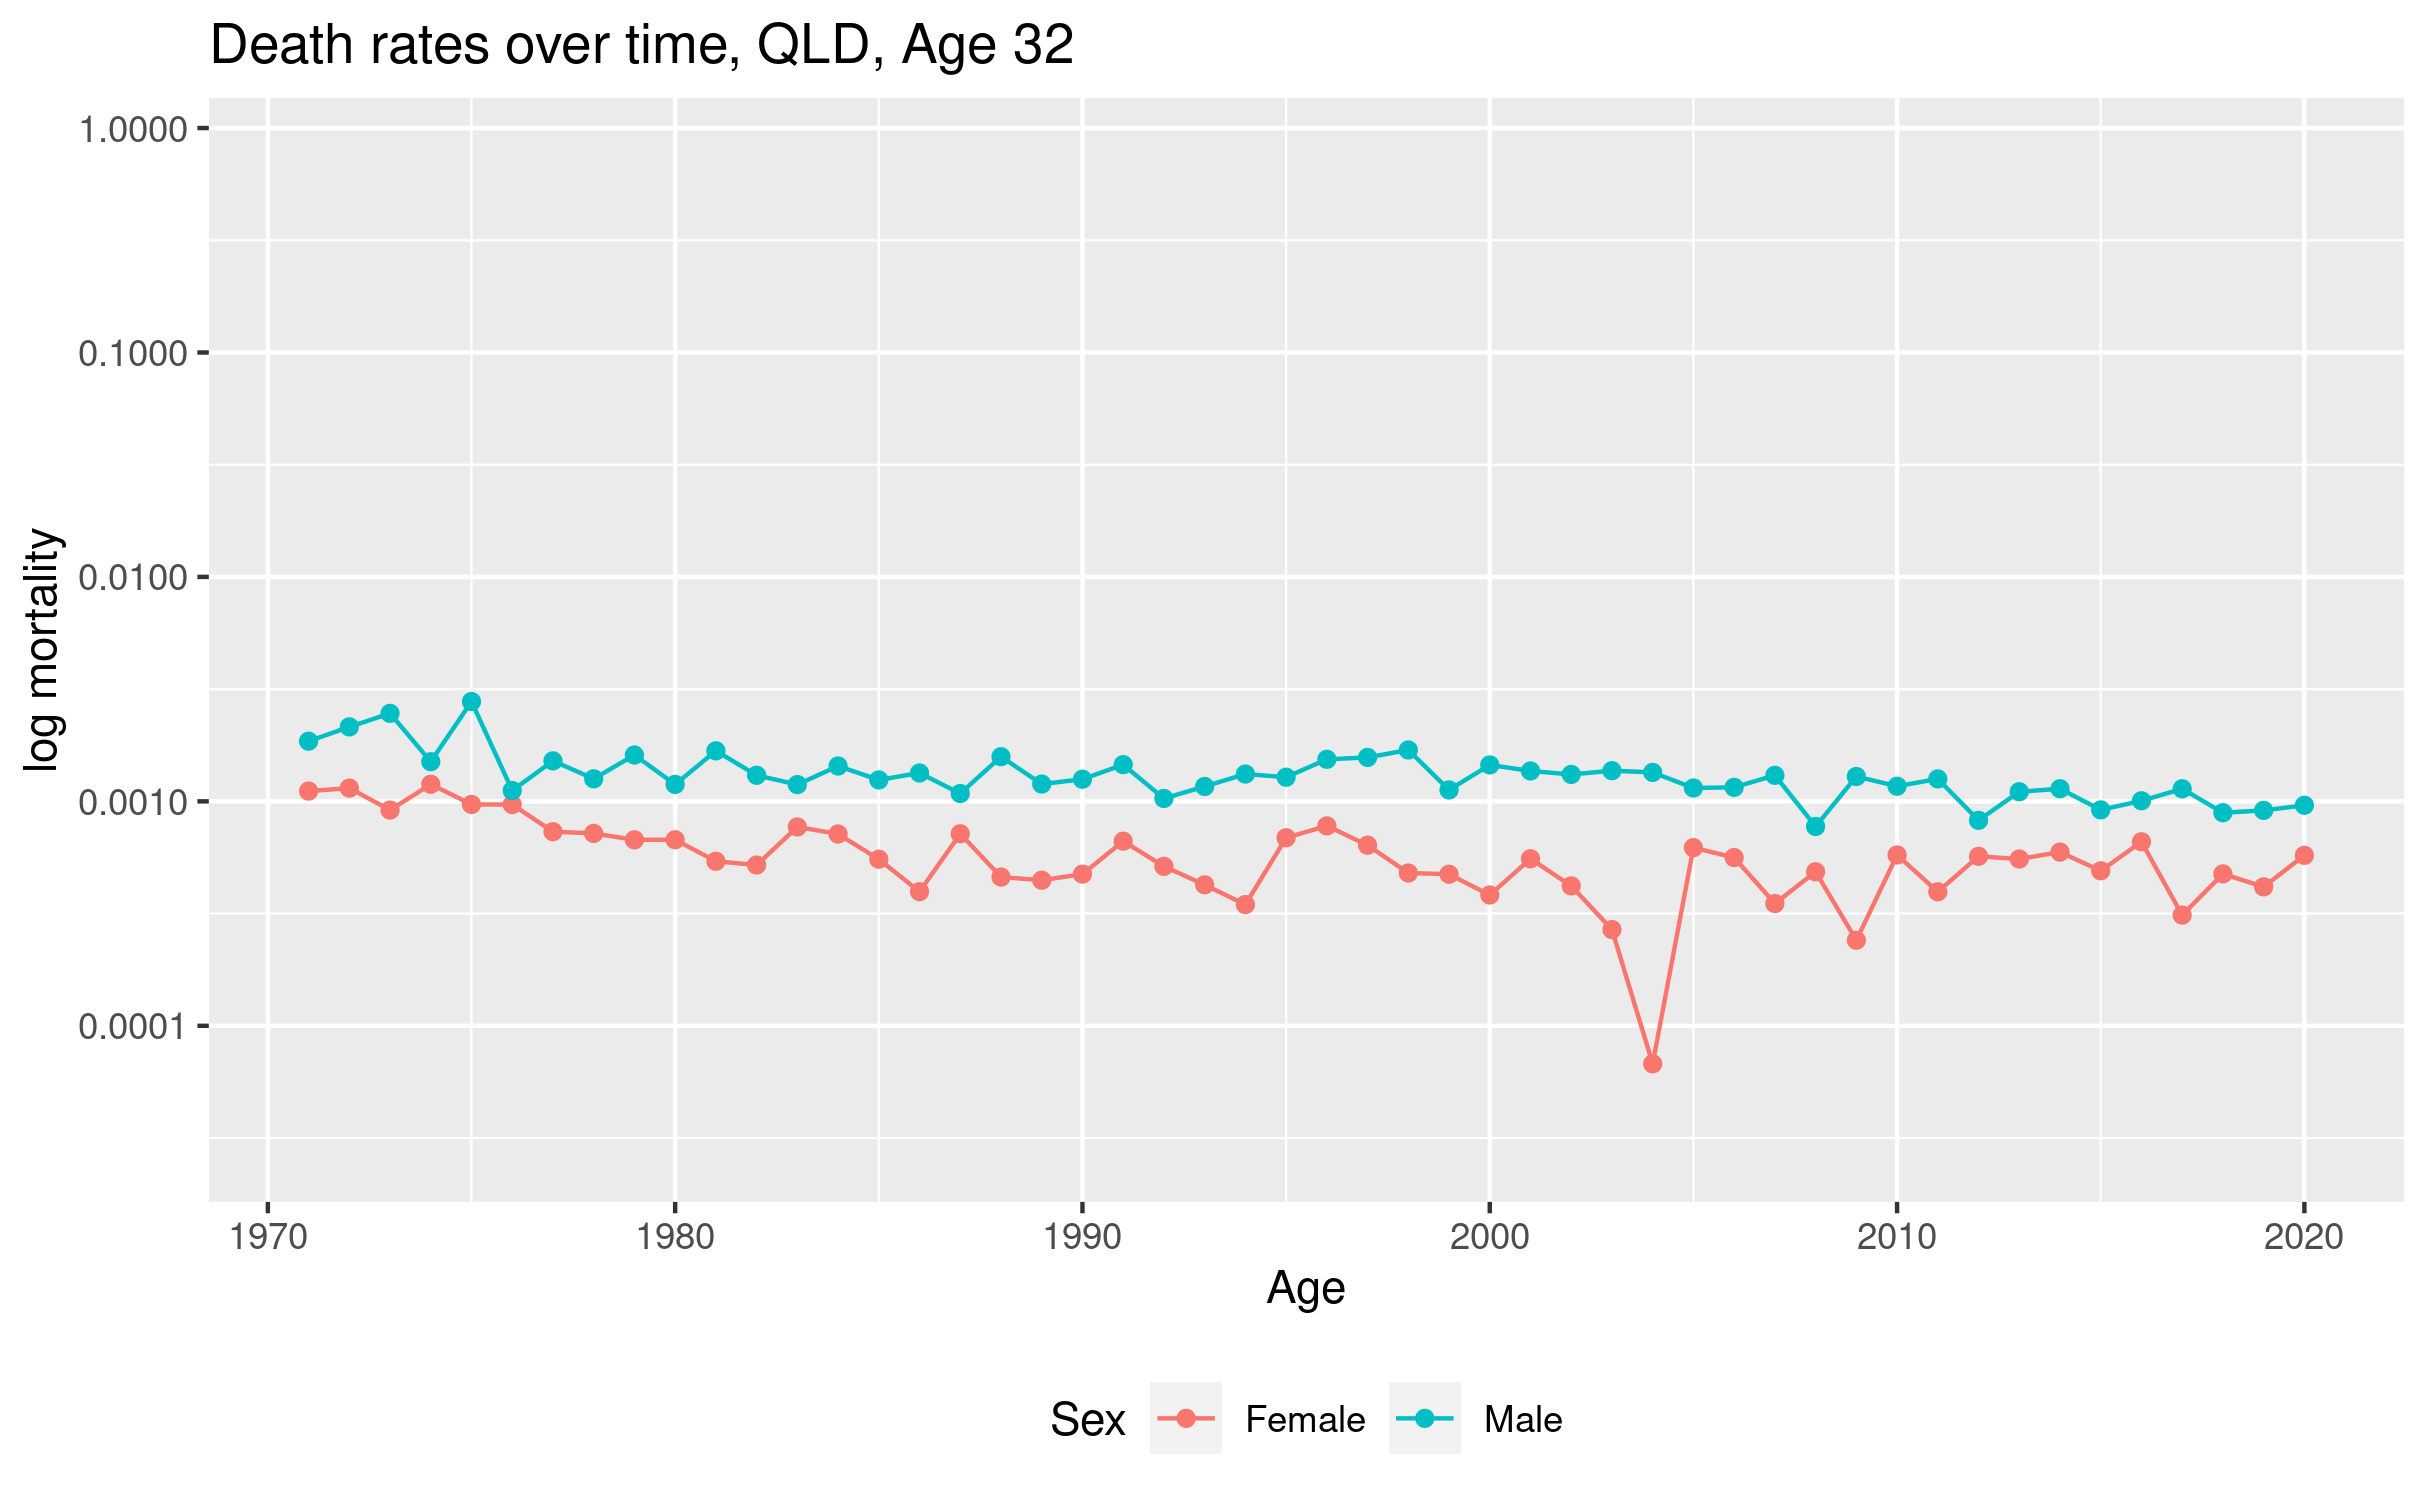 Death rates over time, QLD, Age 32
log mortality
1.0000
0.1000
0.0100
0.0010
0.0001
1970 1980 1990 2000 2010 2020
Age
Sex Female Male